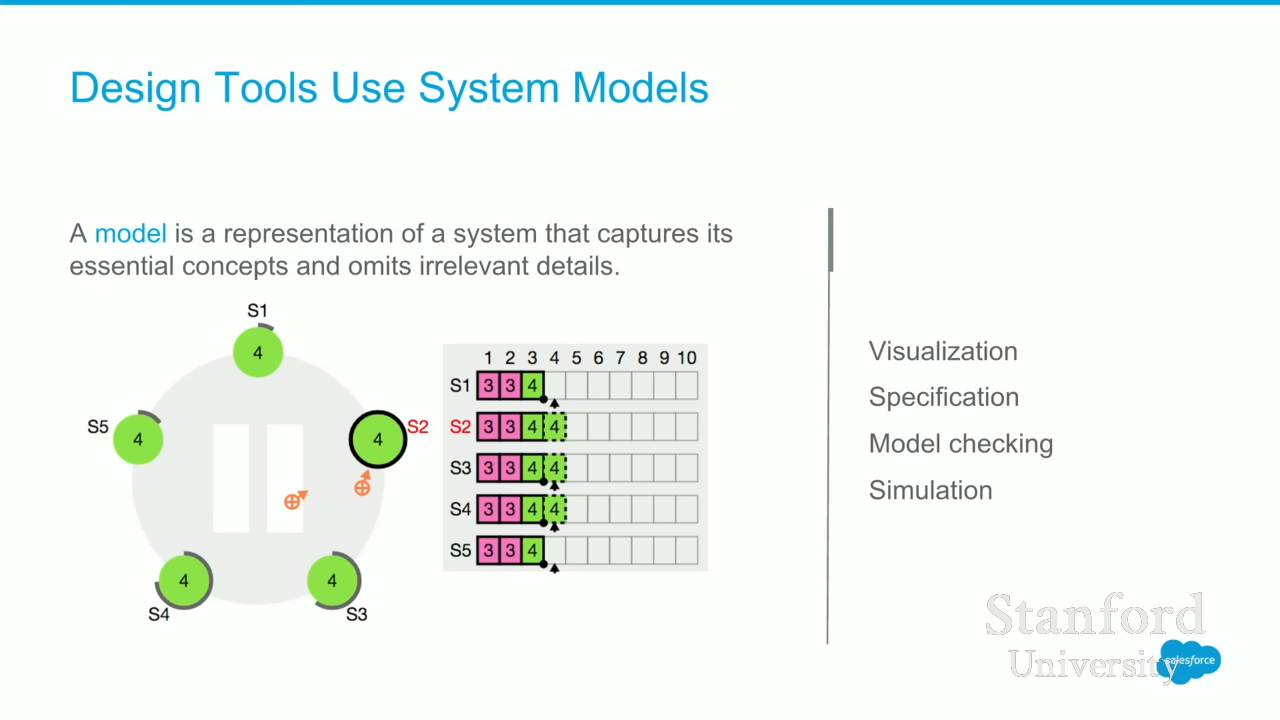 Design Tools Use System Models
A model is a representation of a system that captures its
essential concepts and omits irrelevant details.
S1
4
S5
4
4
S2
4
S4
4
S3
1 2 3 4 5 6 7 8 9 10
S1 3 3 4
S2 3 3 4 4
S3 3 3 4 4
S4 3 3 4 4
S5 3 3 4
Visualization
Specification
Model checking
Simulation
Stanford
University
salesforce